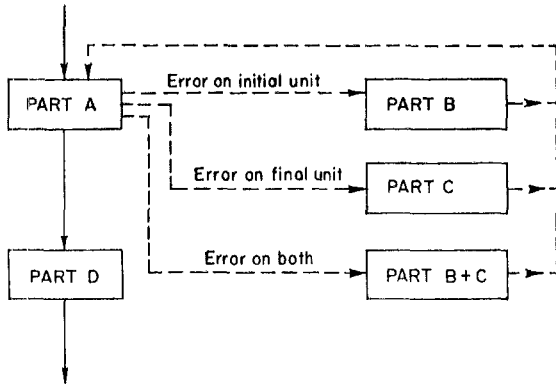 Error on initial unit
PART A
PART B
Error on final unit
PART C
Error on both
PART D
PART B+C